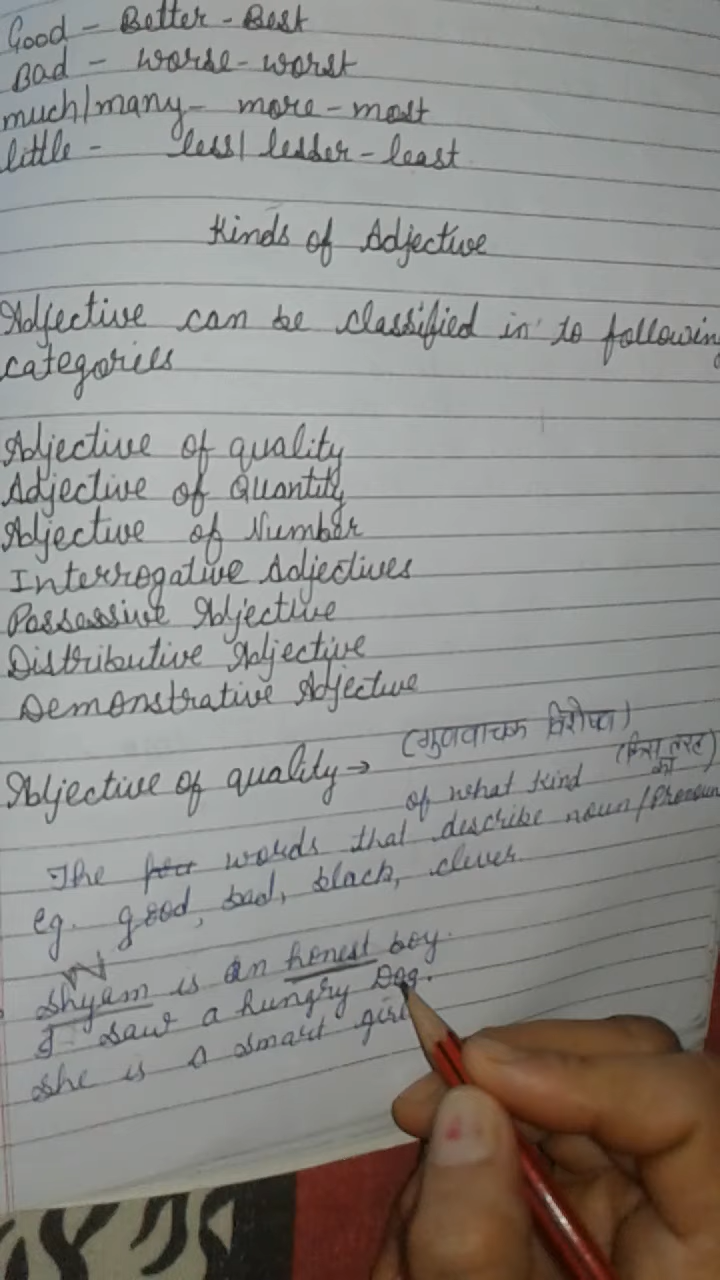 Good - Better - Best
Bad - worse - worst
much/many - more - most
little - less/lesser - least
Kinds of Adjective
Adjective can be classified in to following
categories
Adjective of quality
Adjective of Quantity
Adjective of Number
Interrogative Adjectives
Possessive Adjective
Distributive Adjective
Demonstrative Adjective
(गुणवाचक विशेषण)
Adjective of quality → of what kind (किस तरह का)
The words that describe noun/Pronoun
eg. good, bad, black, clever
N
Shyam is an honest boy.
I saw a hungry Dog.
She is a smart girl